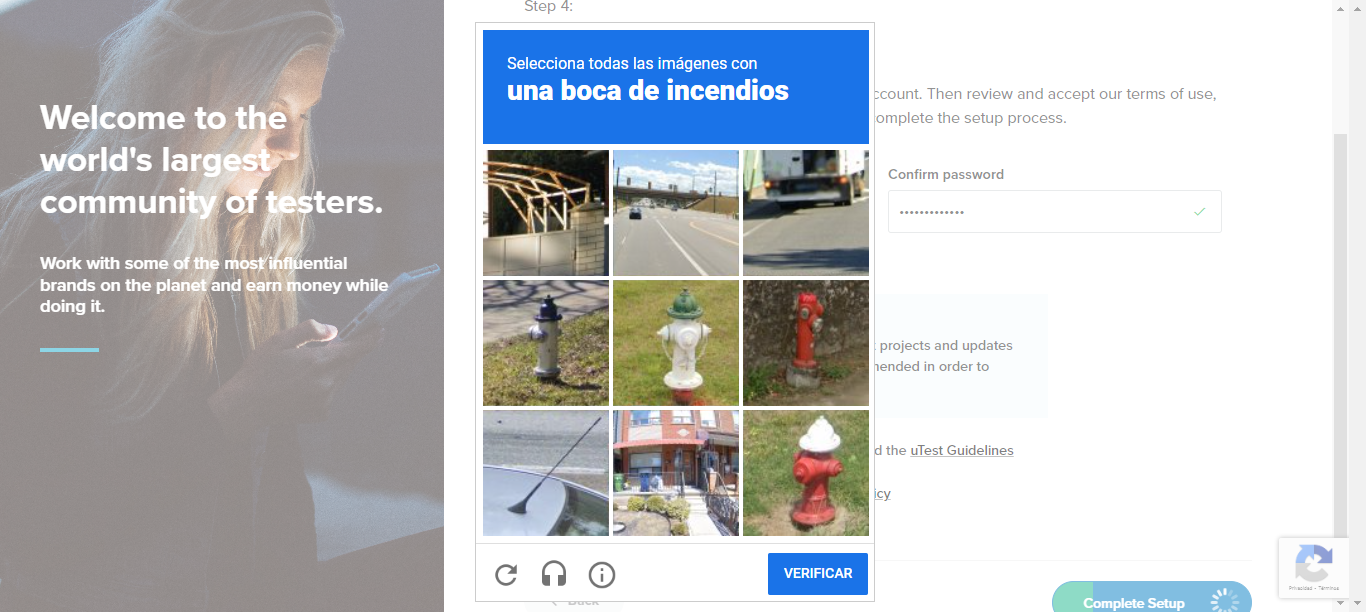 Step 4:
Welcome to the
world's largest
community of testers.
Work with some of the most influential
brands on the planet and earn money while
doing it.
Selecciona todas las imágenes con
una boca de incendios
VERIFICAR
ccount. Then review and accept our terms of use,
omplete the setup process.
Confirm password
•••••••••••••
projects and updates
ended in order to
d the uTest Guidelines
icy
Back
Complete Setup
Privacidad - Términos